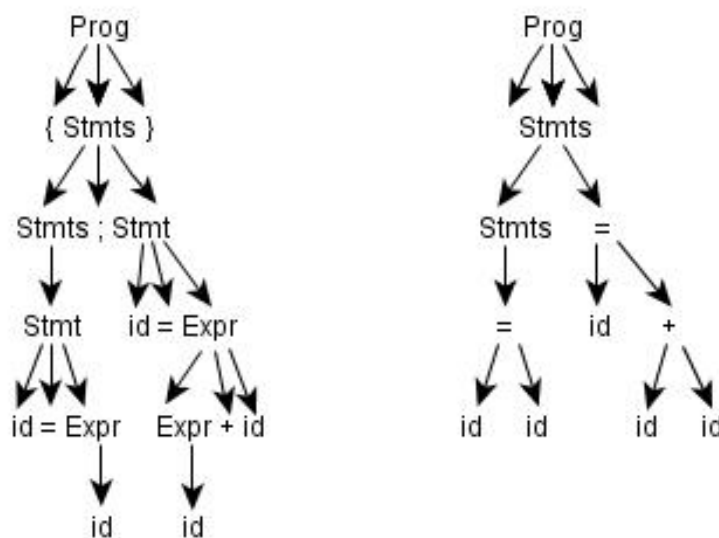 Prog
{ Stmts }
Stmts ; Stmt
Stmt
id = Expr
id = Expr
Expr + id
id
id
Prog
Stmts
Stmts
=
=
id
+
id
id
id
id